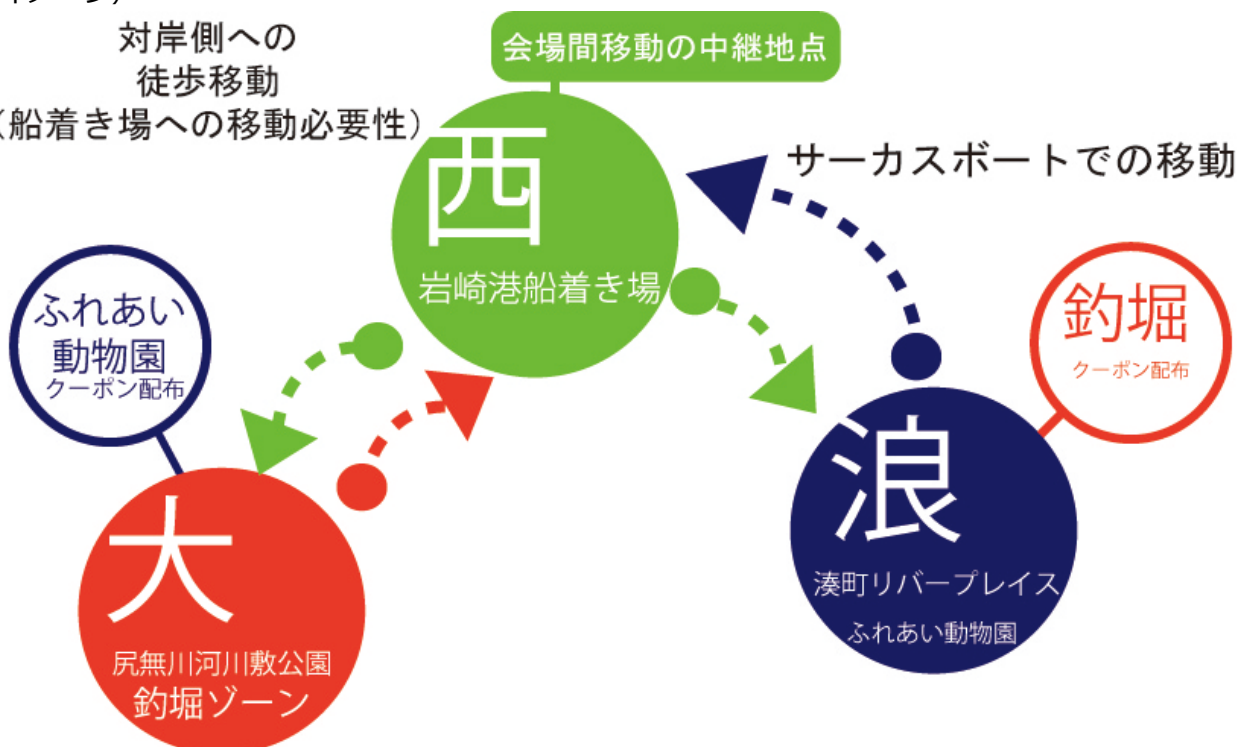 対岸側への
徒歩移動
（船着き場への移動必要性）
会場間移動の中継地点
西
岩崎港船着き場
サーカスボートでの移動
ふれあい
動物園
クーポン配布
釣堀
クーポン配布
大
尻無川河川敷公園
釣堀ゾーン
浪
湊町リバープレイス
ふれあい動物園